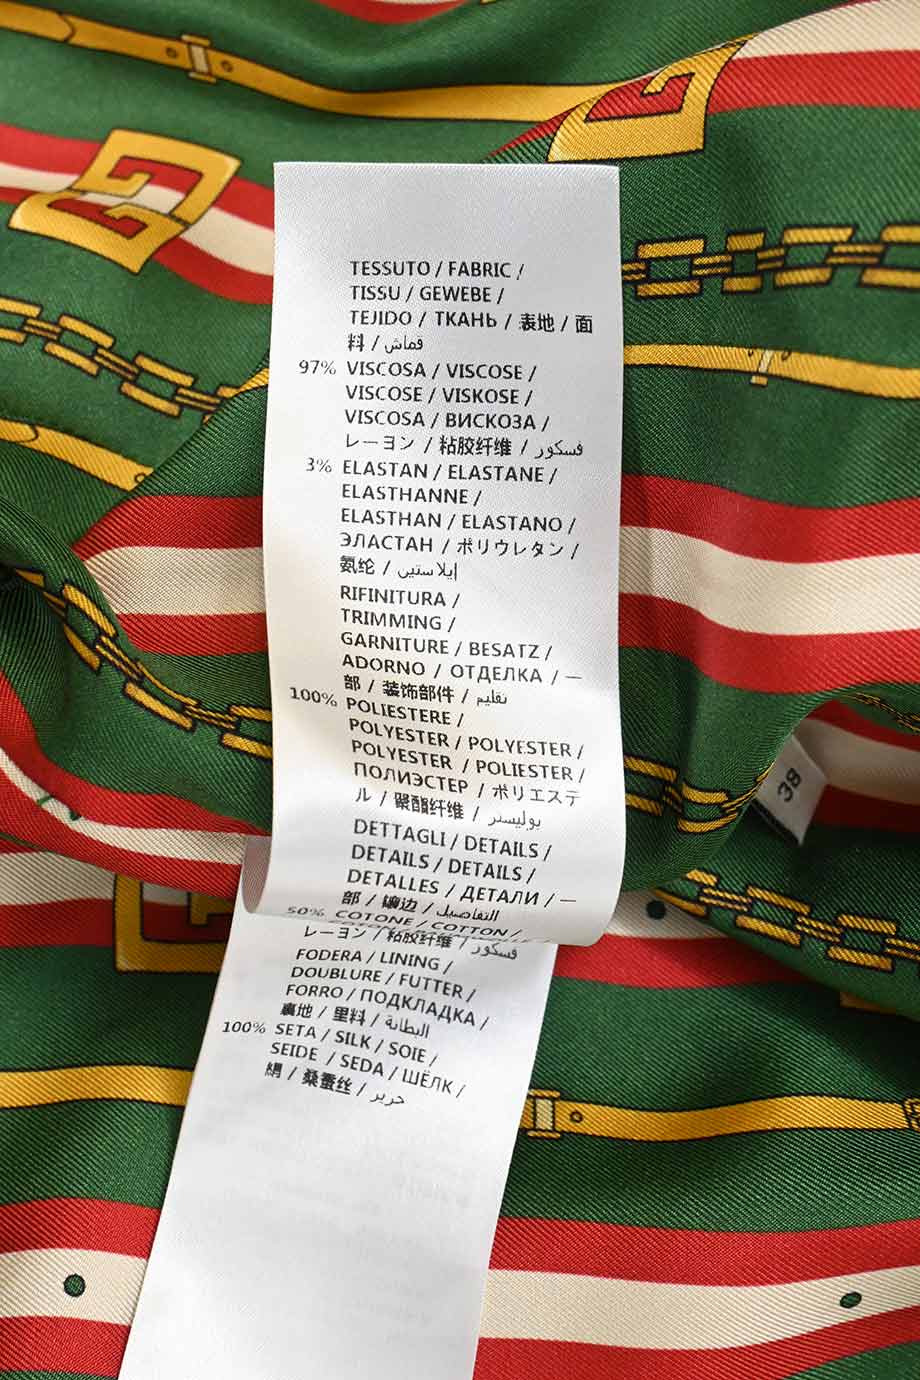 TESSUTO / FABRIC /
TISSU / GEWEBE /
TEJIDO / ТКАНЬ / 表地 / 面
料 / قماش
97% VISCOSA / VISCOSE /
VISCOSE / VISKOSE /
VISCOSA / ВИСКОЗА /
レーヨン / 粘胶纤维 / فسكور
3% ELASTAN / ELASTANE /
ELASTHANNE /
ELASTHAN / ELASTANO /
ЭЛАСТАН / ポリウレタン /
氨纶 / إيلاستين
RIFINITURA /
TRIMMING /
GARNITURE / BESATZ /
ADORNO / ОТДЕЛКА / 一
部 / 装饰部件 / تقليم
100% POLIESTERE /
POLYESTER / POLYESTER /
POLYESTER / POLIESTER /
ПОЛИЭСТЕР / ポリエステ
ル / 聚酯纤维 / بوليستر
DETTAGLI / DETAILS /
DETAILS / DETAILS /
DETALLES / ДЕТАЛИ / 一
部 / 镶边 / التفاصيل
50% COTONE / COTTON /
レーヨン / 粘胶纤维 / فسكور
FODERA / LINING /
DOUBLURE / FUTTER /
FORRO / ПОДКЛАДКА /
裏地 / 里料 / البطانة
100% SETA / SILK / SOIE /
SEIDE / SEDA / ШЁЛК /
絹 / 桑蚕丝 / حرير
38